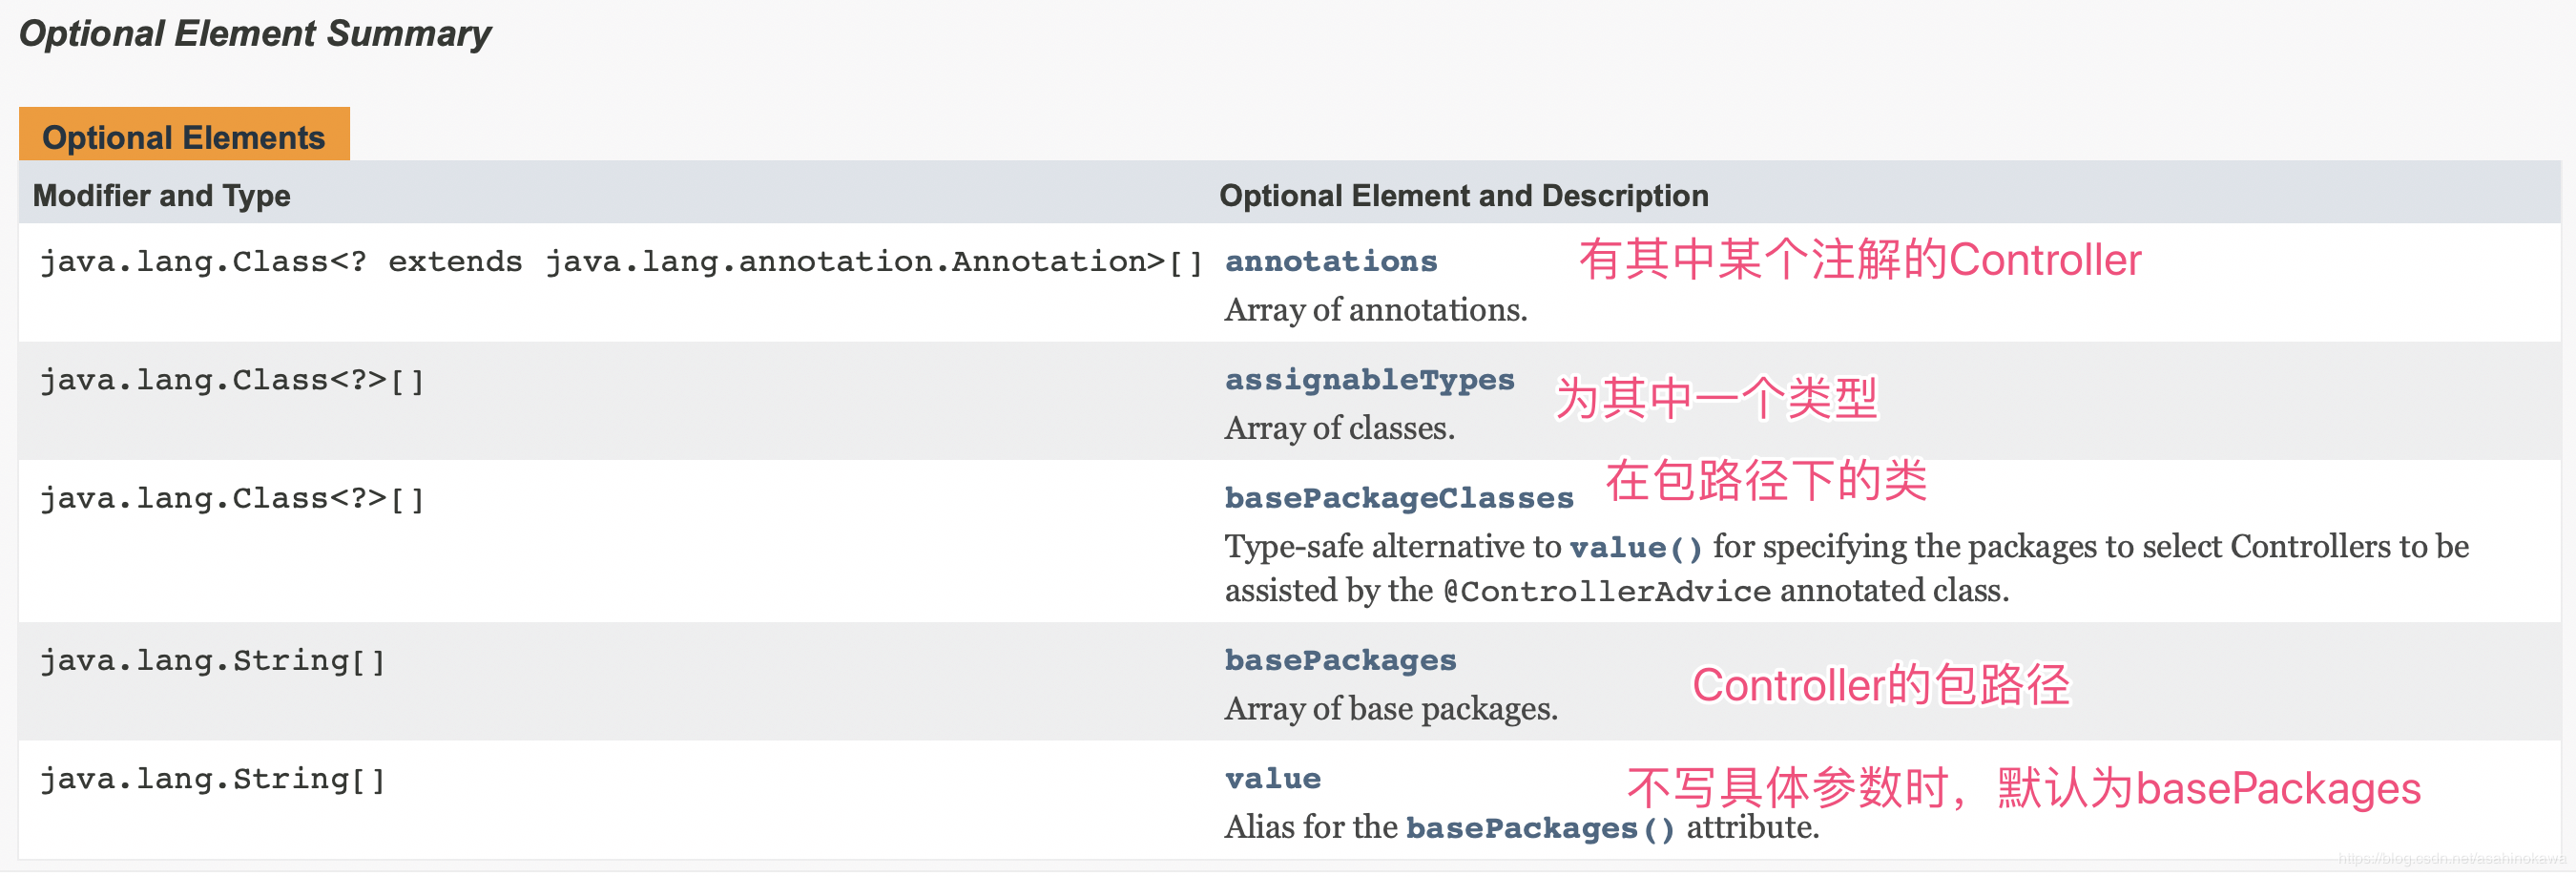 Optional Element Summary
Optional Elements
Modifier and Type Optional Element and Description
java.lang.Class<? extends java.lang.annotation.Annotation>[] annotations 有其中某个注解的Controller
Array of annotations.
java.lang.Class<?>[] assignableTypes 为其中一个类型
Array of classes.
在包路径下的类
java.lang.Class<?>[] basePackageClasses
Type-safe alternative to value() for specifying the packages to select Controllers to be
assisted by the @ControllerAdvice annotated class.
java.lang.String[] basePackages Controller的包路径
Array of base packages.
java.lang.String[] value 不写具体参数时，默认为basePackages
Alias for the basePackages() attribute.
https://blog.csdn.net/asahinokawa